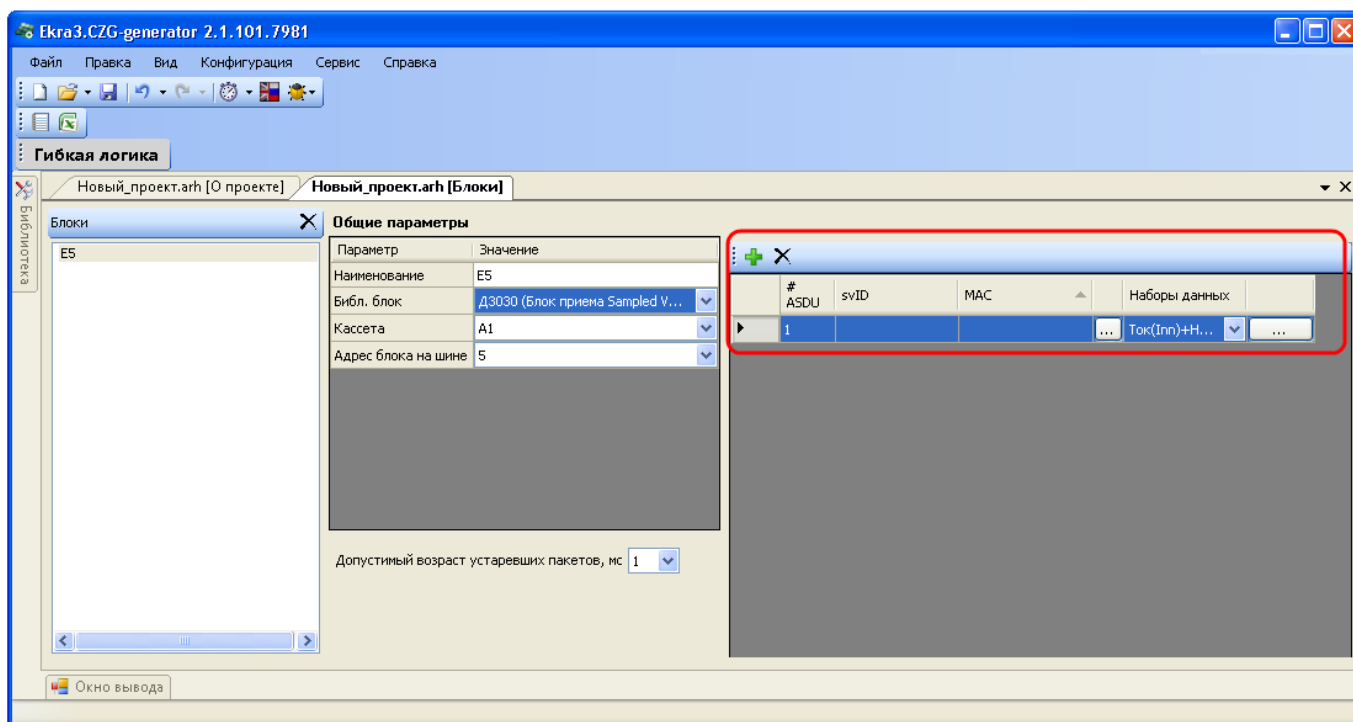 Ekra3.CZG-generator 2.1.101.7981
Файл Правка Вид Конфигурация Сервис Справка
Гибкая логика
Библиотека
Новый_проект.arh [О проекте] Новый_проект.arh [Блоки]
Блоки
E5
Общие параметры
Параметр Значение
Наименование E5
Библ. блок Д3030 (Блок приема Sampled V...
Кассета A1
Адрес блока на шине 5
Допустимый возраст устаревших пакетов, мс 1
# ASDU svID MAC Наборы данных
1 ... Ток(Inn)+Н... ...
Окно вывода